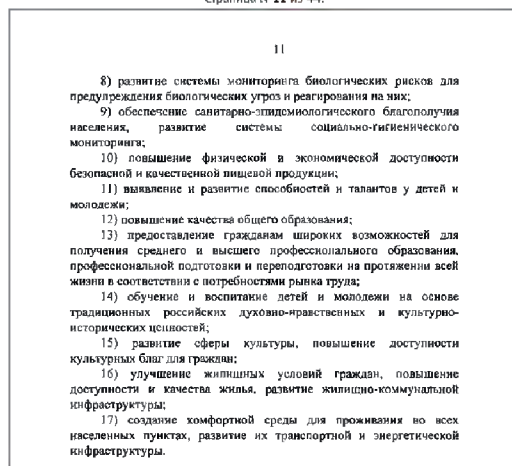 Страница № 11 из 44.
11
8) развитие системы мониторинга биологических рисков для
предупреждения биологических угроз и реагирования на них;
9) обеспечение санитарно-эпидемиологического благополучия
населения, развитие системы социально-гигиенического
мониторинга;
10) повышение физической и экономической доступности
безопасной и качественной пищевой продукции;
11) выявление и развитие способностей и талантов у детей и
молодежи;
12) повышение качества общего образования;
13) предоставление гражданам широких возможностей для
получения среднего и высшего профессионального образования,
профессиональной подготовки и переподготовки на протяжении всей
жизни в соответствии с потребностями рынка труда;
14) обучение и воспитание детей и молодежи на основе
традиционных российских духовно-нравственных и культурно-
исторических ценностей;
15) развитие сферы культуры, повышение доступности
культурных благ для граждан;
16) улучшение жилищных условий граждан, повышение
доступности и качества жилья, развитие жилищно-коммунальной
инфраструктуры;
17) создание комфортной среды для проживания во всех
населенных пунктах, развитие их транспортной и энергетической
инфраструктуры.